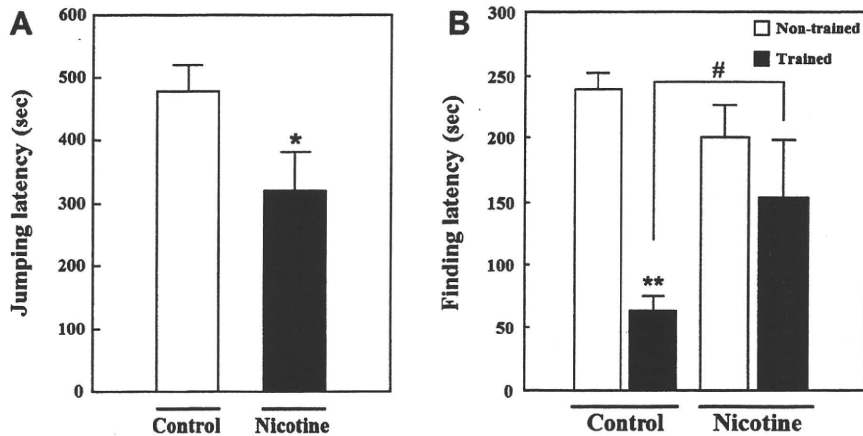 A
Jumping latency (sec)
600
500
400
300
200
100
0
*
Control
Nicotine
B
Finding latency (sec)
300
250
200
150
100
50
0
Non-trained
Trained
#
**
Control
Nicotine